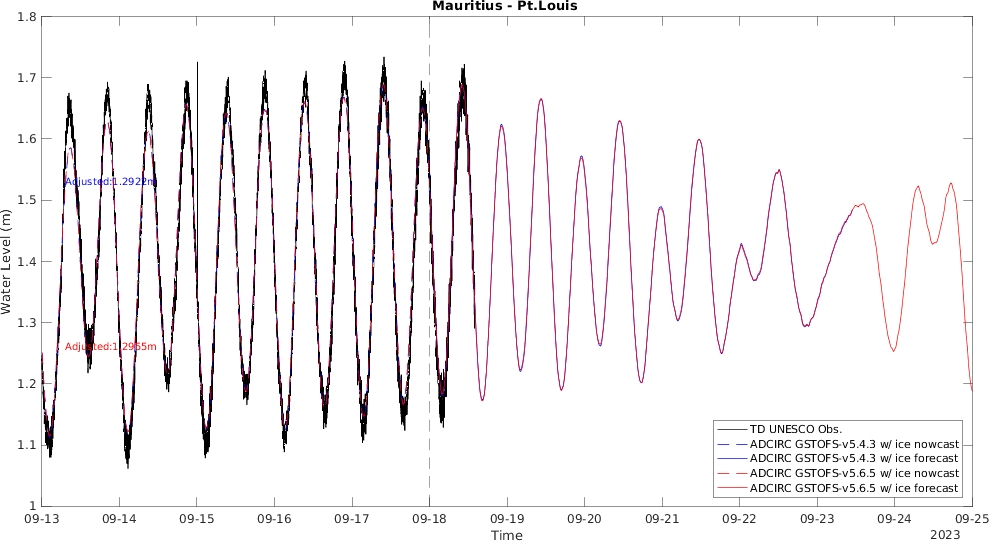 Mauritius - Pt.Louis
Water Level (m)
1.8
1.7
1.6
1.5
1.4
1.3
1.2
1.1
1
Adjusted:1.2922m
Adjusted:1.2965m
TD UNESCO Obs.
ADCIRC GSTOFS-v5.4.3 w/ ice nowcast
ADCIRC GSTOFS-v5.4.3 w/ ice forecast
ADCIRC GSTOFS-v5.6.5 w/ ice nowcast
ADCIRC GSTOFS-v5.6.5 w/ ice forecast
09-13 09-14 09-15 09-16 09-17 09-18 09-19 09-20 09-21 09-22 09-23 09-24 09-25
Time
2023